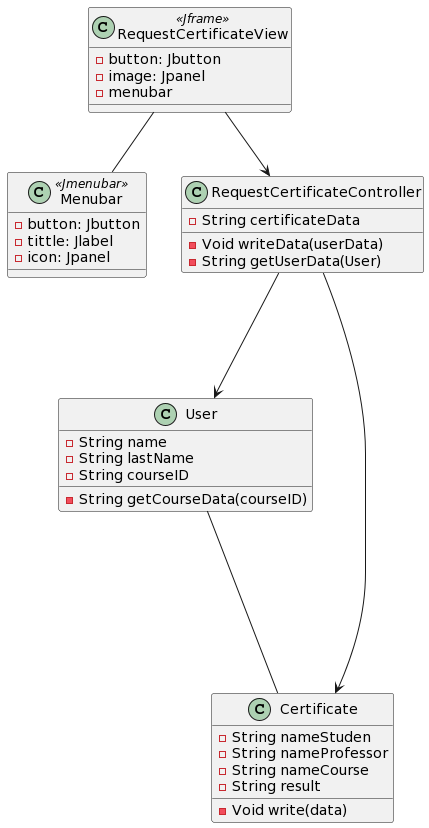 C
«Jframe»
RequestCertificateView
button: Jbutton
image: Jpanel
menubar
C
«Jmenubar»
Menubar
button: Jbutton
tittle: Jlabel
icon: Jpanel
C RequestCertificateController
String certificateData
Void writeData(userData)
String getUserData(User)
C User
String name
String lastName
String courseID
String getCourseData(courseID)
C Certificate
String nameStuden
String nameProfessor
String nameCourse
String result
Void write(data)